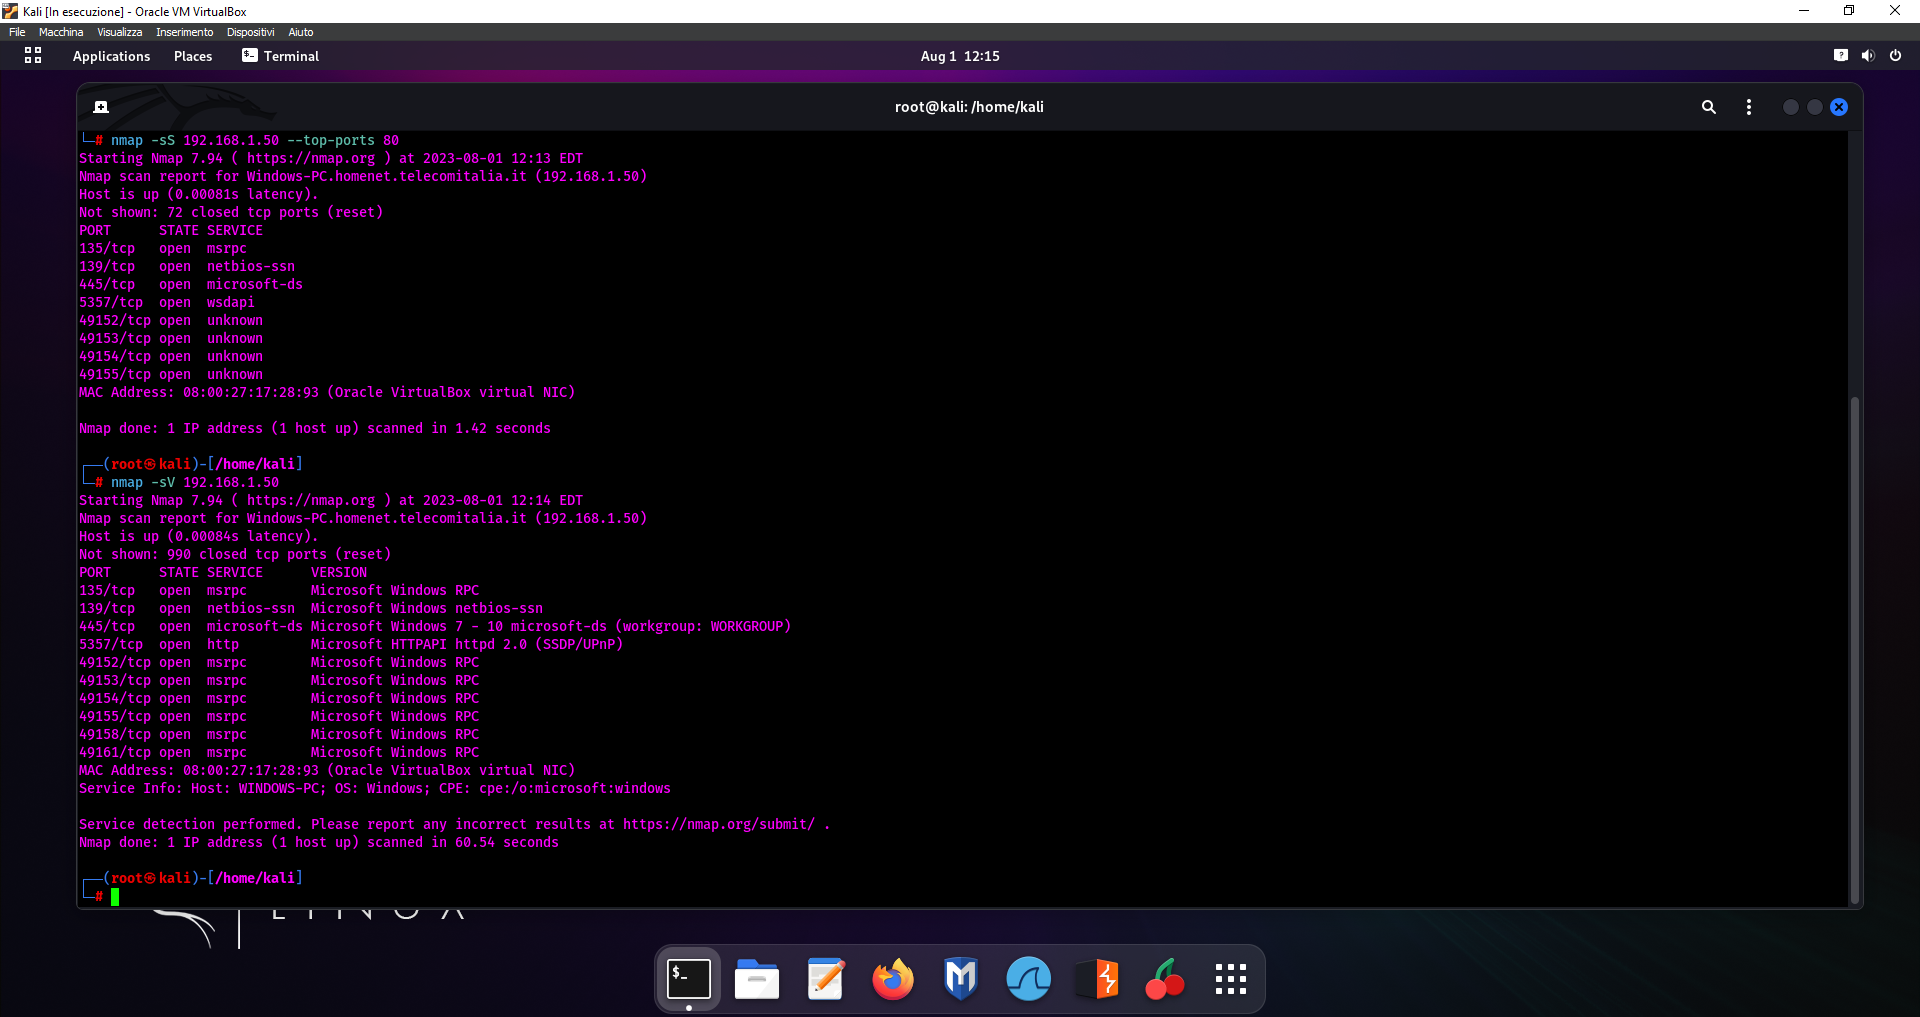 Kali [In esecuzione] - Oracle VM VirtualBox
File Macchina Visualizza Inserimento Dispositivi Aiuto
Applications Places Terminal Aug 1 12:15
root@kali: /home/kali
└─# nmap -sS 192.168.1.50 --top-ports 80
Starting Nmap 7.94 ( https://nmap.org ) at 2023-08-01 12:13 EDT
Nmap scan report for Windows-PC.homenet.telecomitalia.it (192.168.1.50)
Host is up (0.00081s latency).
Not shown: 72 closed tcp ports (reset)
PORT      STATE SERVICE
135/tcp   open  msrpc
139/tcp   open  netbios-ssn
445/tcp   open  microsoft-ds
5357/tcp  open  wsdapi
49152/tcp open  unknown
49153/tcp open  unknown
49154/tcp open  unknown
49155/tcp open  unknown
MAC Address: 08:00:27:17:28:93 (Oracle VirtualBox virtual NIC)
Nmap done: 1 IP address (1 host up) scanned in 1.42 seconds
┌──(root㉿kali)-[/home/kali]
└─# nmap -sV 192.168.1.50
Starting Nmap 7.94 ( https://nmap.org ) at 2023-08-01 12:14 EDT
Nmap scan report for Windows-PC.homenet.telecomitalia.it (192.168.1.50)
Host is up (0.00084s latency).
Not shown: 990 closed tcp ports (reset)
PORT      STATE SERVICE      VERSION
135/tcp   open  msrpc        Microsoft Windows RPC
139/tcp   open  netbios-ssn  Microsoft Windows netbios-ssn
445/tcp   open  microsoft-ds Microsoft Windows 7 - 10 microsoft-ds (workgroup: WORKGROUP)
5357/tcp  open  http         Microsoft HTTPAPI httpd 2.0 (SSDP/UPnP)
49152/tcp open  msrpc        Microsoft Windows RPC
49153/tcp open  msrpc        Microsoft Windows RPC
49154/tcp open  msrpc        Microsoft Windows RPC
49155/tcp open  msrpc        Microsoft Windows RPC
49158/tcp open  msrpc        Microsoft Windows RPC
49161/tcp open  msrpc        Microsoft Windows RPC
MAC Address: 08:00:27:17:28:93 (Oracle VirtualBox virtual NIC)
Service Info: Host: WINDOWS-PC; OS: Windows; CPE: cpe:/o:microsoft:windows
Service detection performed. Please report any incorrect results at https://nmap.org/submit/ .
Nmap done: 1 IP address (1 host up) scanned in 60.54 seconds
┌──(root㉿kali)-[/home/kali]
└─#
$_